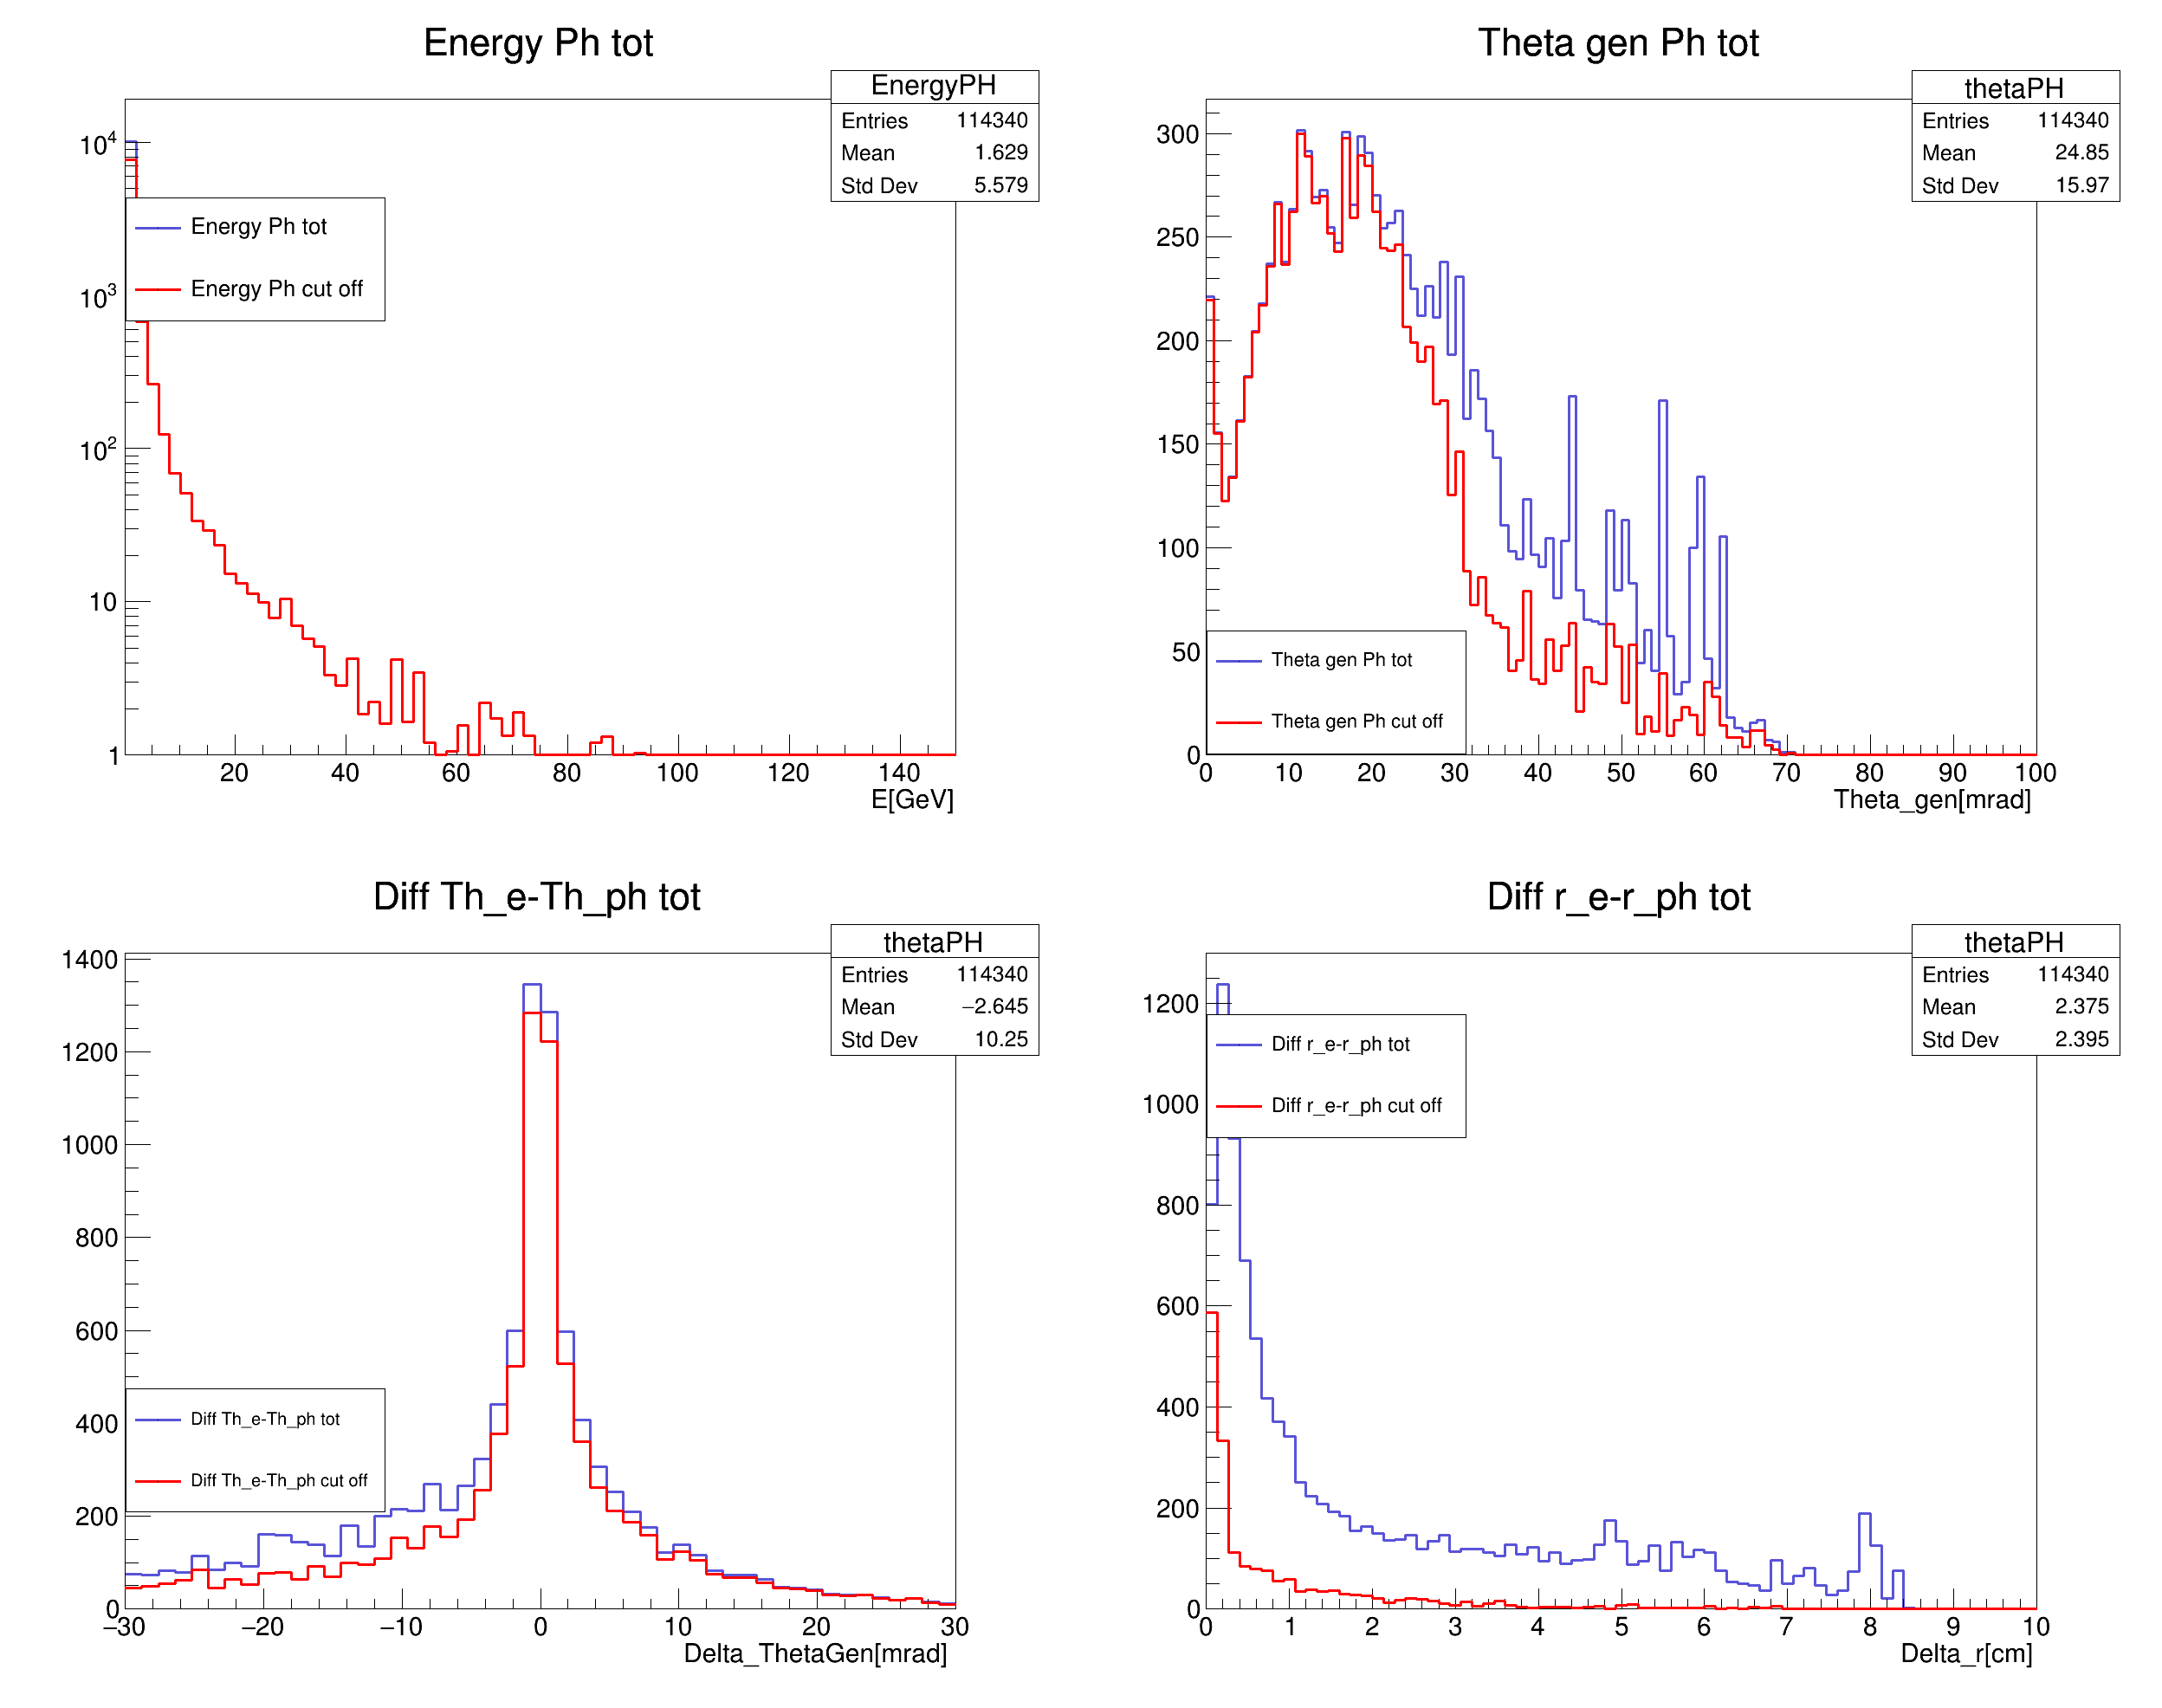 Energy Ph tot
EnergyPH
Entries 114340
Mean 1.629
Std Dev 5.579
10^4
10^3
10^2
10
1
Energy Ph tot
Energy Ph cut off
20 40 60 80 100 120 140
E[GeV]
Theta gen Ph tot
thetaPH
Entries 114340
Mean 24.85
Std Dev 15.97
300
250
200
150
100
50
0
Theta gen Ph tot
Theta gen Ph cut off
0 10 20 30 40 50 60 70 80 90 100
Theta_gen[mrad]
Diff Th_e-Th_ph tot
thetaPH
Entries 114340
Mean −2.645
Std Dev 10.25
1400
1200
1000
800
600
400
200
0
Diff Th_e-Th_ph tot
Diff Th_e-Th_ph cut off
−30 −20 −10 0 10 20 30
Delta_ThetaGen[mrad]
Diff r_e-r_ph tot
thetaPH
Entries 114340
Mean 2.375
Std Dev 2.395
1200
1000
800
600
400
200
0
Diff r_e-r_ph tot
Diff r_e-r_ph cut off
0 1 2 3 4 5 6 7 8 9 10
Delta_r[cm]